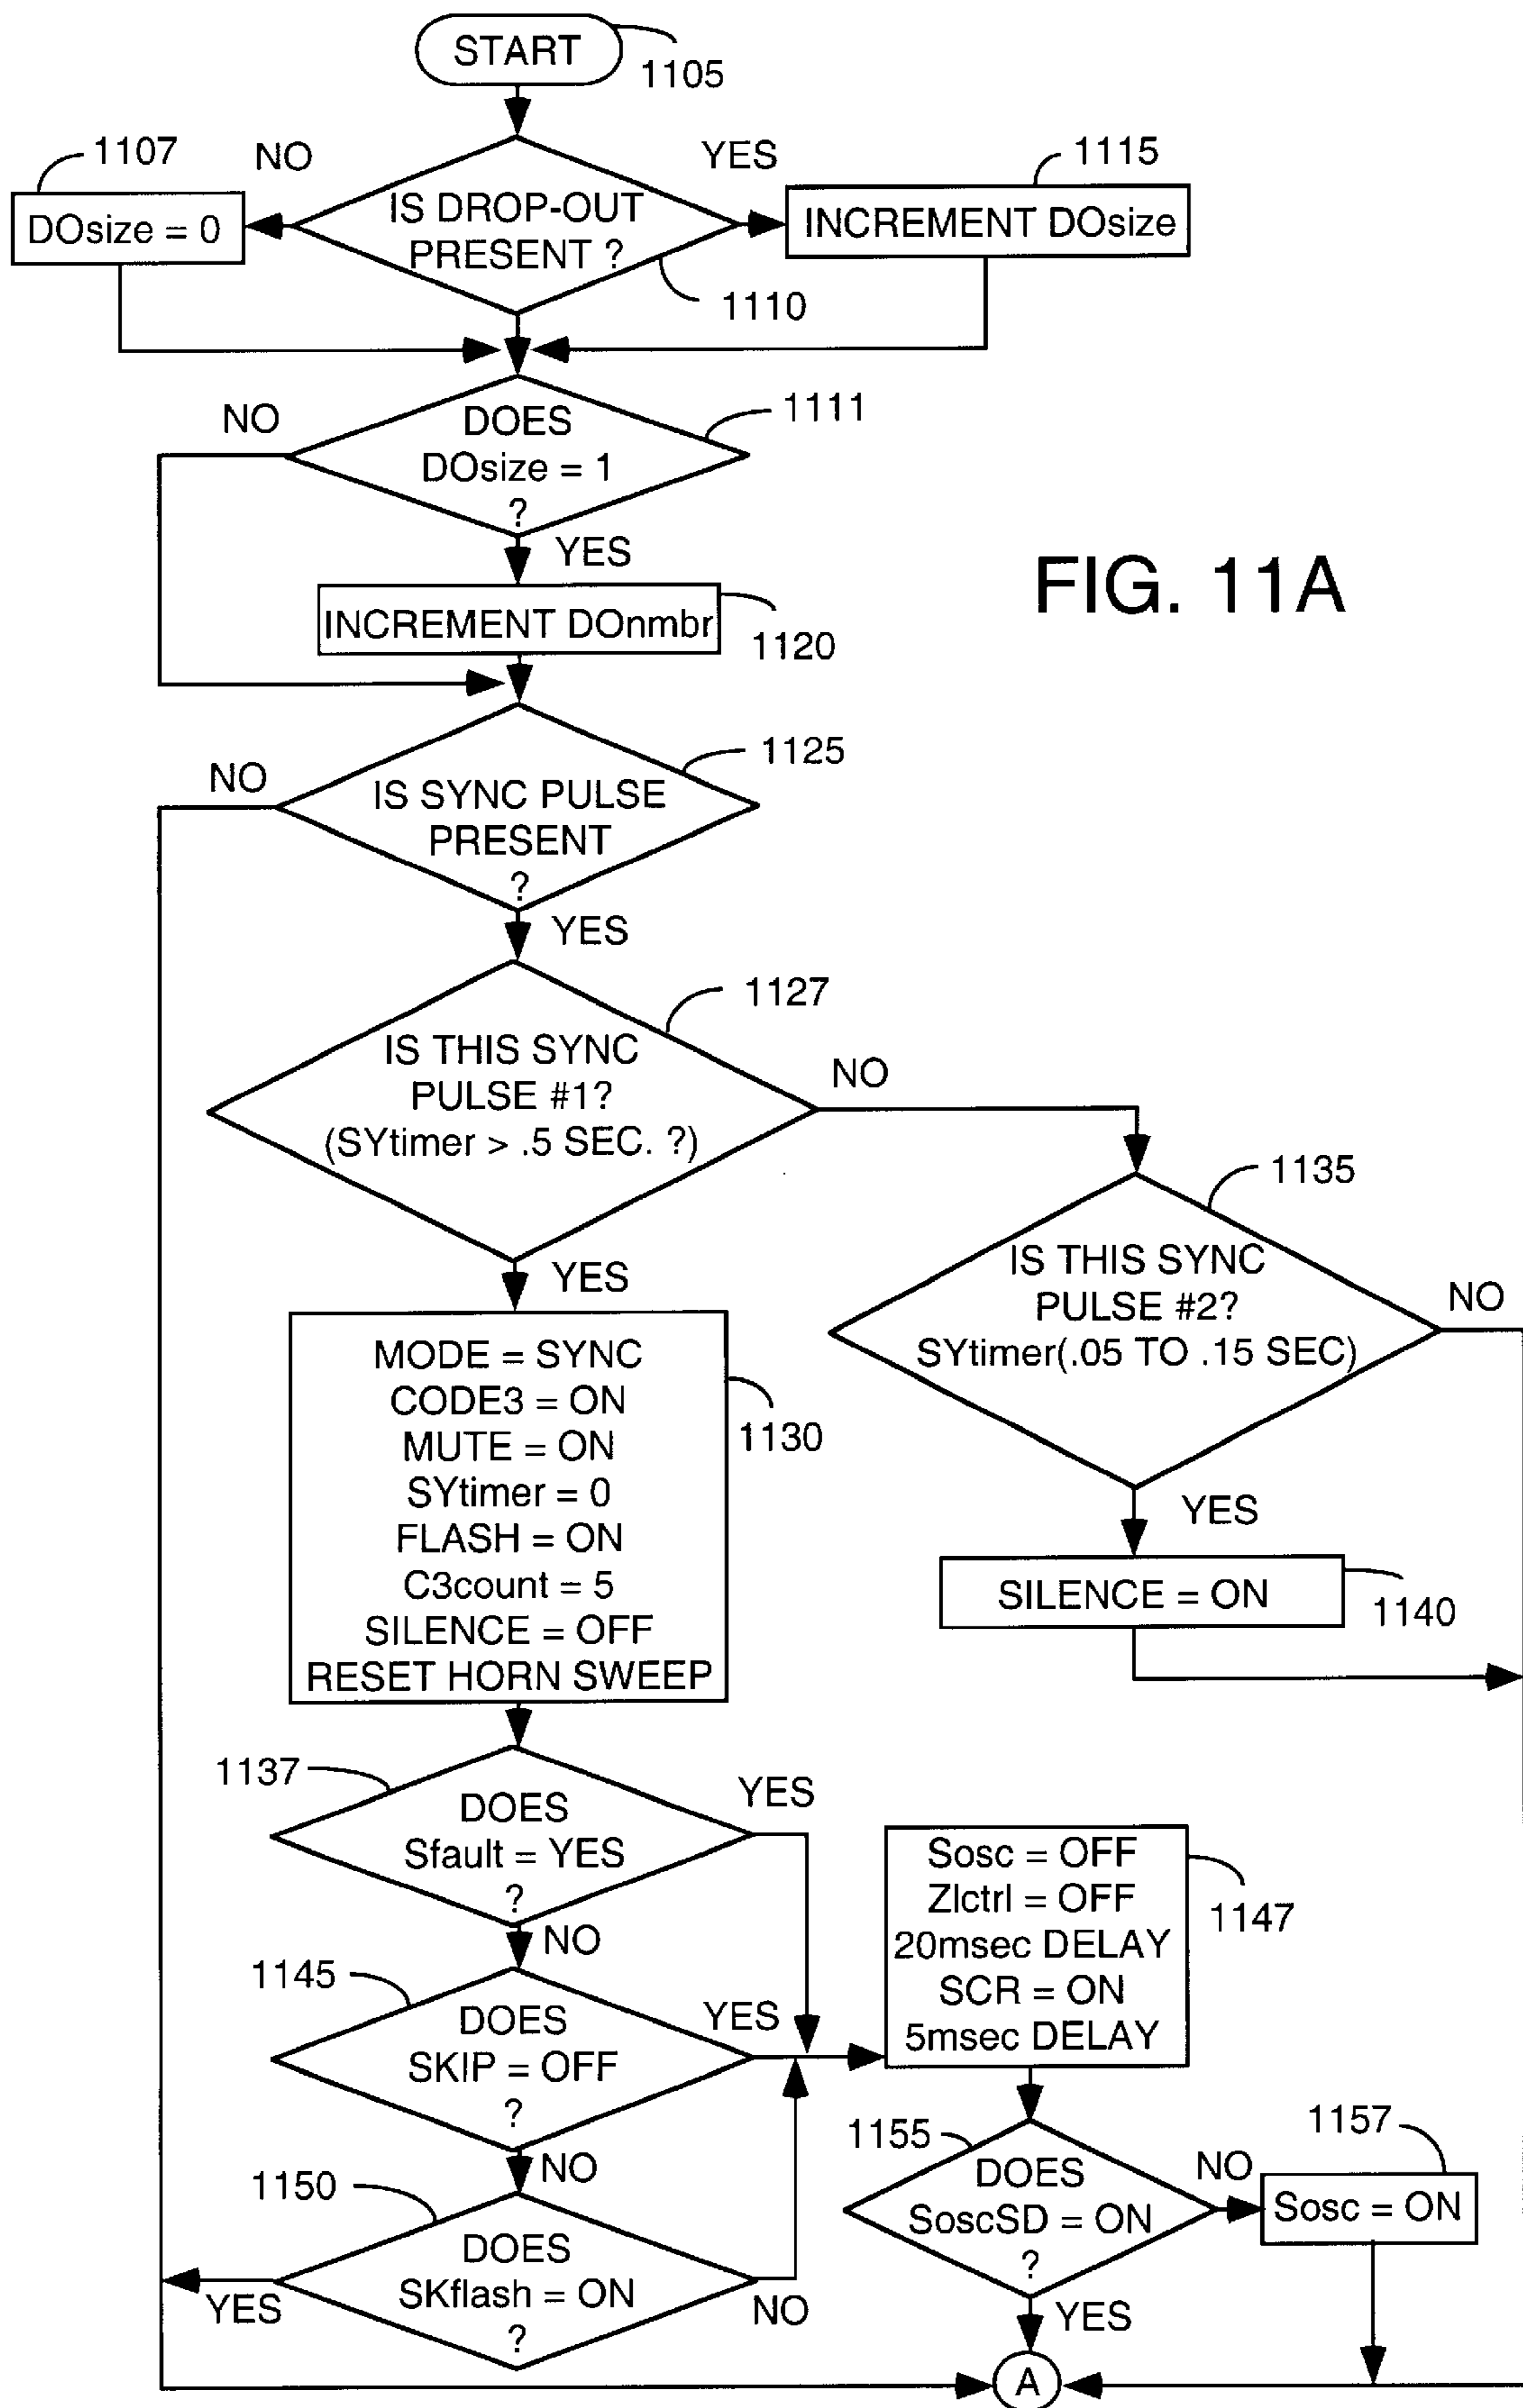 START
1105
1107
NO
YES
1115
DOsize = 0
IS DROP-OUT
PRESENT ?
INCREMENT DOsize
1110
NO
DOES
DOsize = 1
?
1111
YES
INCREMENT DOnmbr
1120
FIG. 11A
NO
IS SYNC PULSE
PRESENT
?
1125
YES
IS THIS SYNC
PULSE #1?
(SYtimer > .5 SEC. ?)
1127
NO
YES
1135
IS THIS SYNC
PULSE #2?
SYtimer(.05 TO .15 SEC)
NO
YES
MODE = SYNC
CODE3 = ON
MUTE = ON
SYtimer = 0
FLASH = ON
C3count = 5
SILENCE = OFF
RESET HORN SWEEP
1130
SILENCE = ON
1140
1137
DOES
Sfault = YES
?
YES
NO
1145
DOES
SKIP = OFF
?
YES
NO
Sosc = OFF
Zlctrl = OFF
20msec DELAY
SCR = ON
5msec DELAY
1147
1150
DOES
SKflash = ON
?
YES
NO
1155
DOES
SoscSD = ON
?
NO
1157
Sosc = ON
YES
A